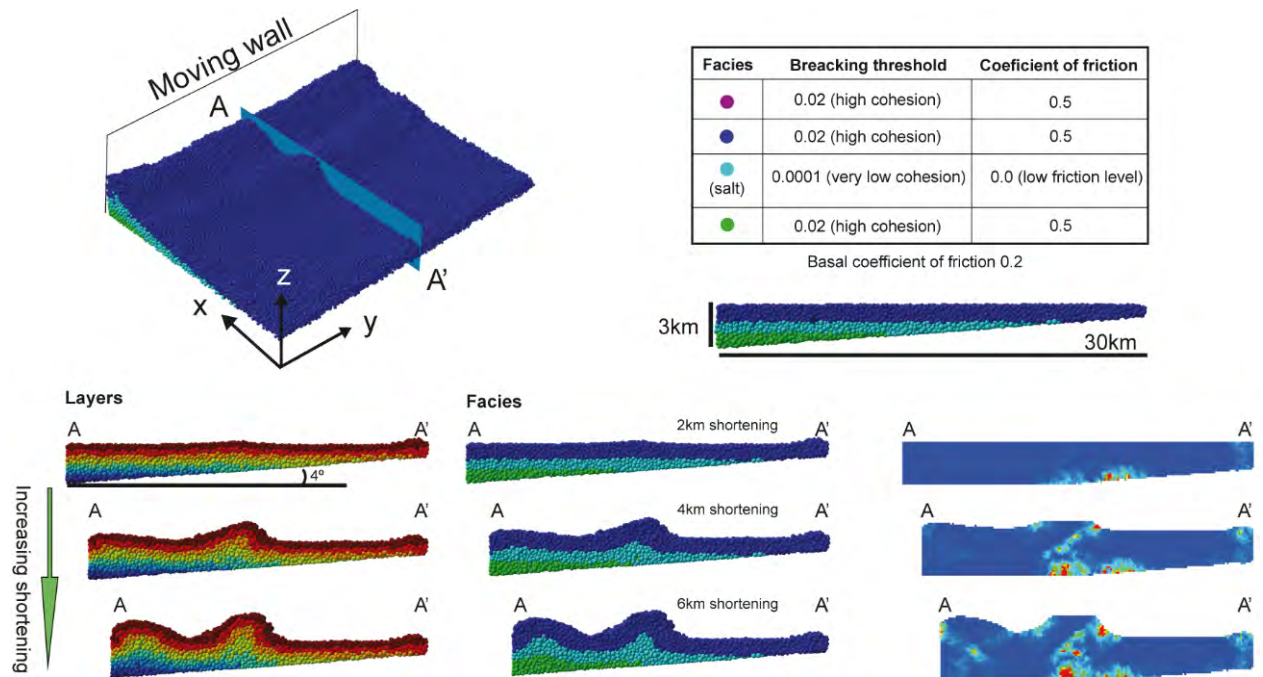 Moving wall
A
A'
z
x
y
Facies Breacking threshold Coeficient of friction
0.02 (high cohesion) 0.5
0.02 (high cohesion) 0.5
(salt) 0.0001 (very low cohesion) 0.0 (low friction level)
0.02 (high cohesion) 0.5
Basal coefficient of friction 0.2
3km
30km
Layers
Facies
A A'
4º
A A'
2km shortening
A A'
A A'
A A'
4km shortening
A A'
A A'
A A'
6km shortening
A A'
Increasing shortening